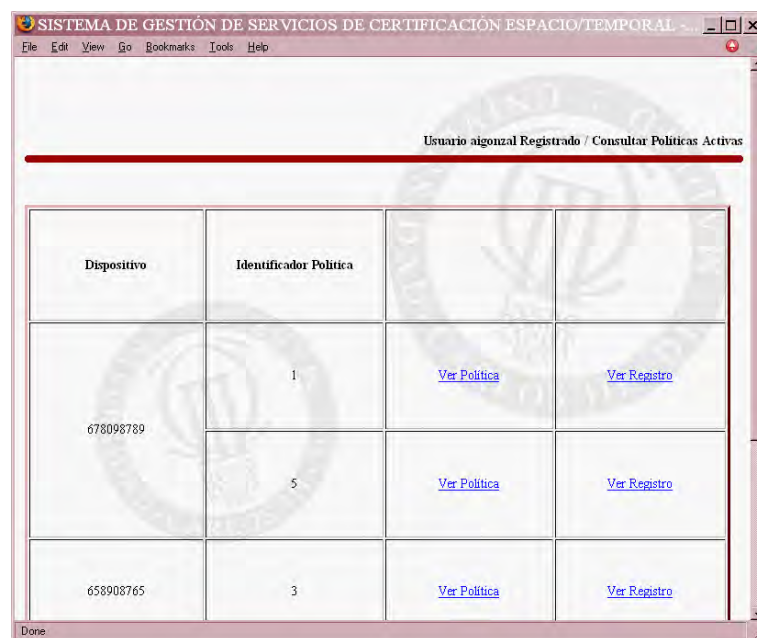 SISTEMA DE GESTIÓN DE SERVICIOS DE CERTIFICACIÓN ESPACIO/TEMPORAL -...
File Edit View Go Bookmarks Tools Help
Usuario aigonzal Registrado / Consultar Políticas Activas
Dispositivo Identificador Política
1 Ver Política Ver Registro
678098789
5 Ver Política Ver Registro
658908765 3 Ver Política Ver Registro
Done